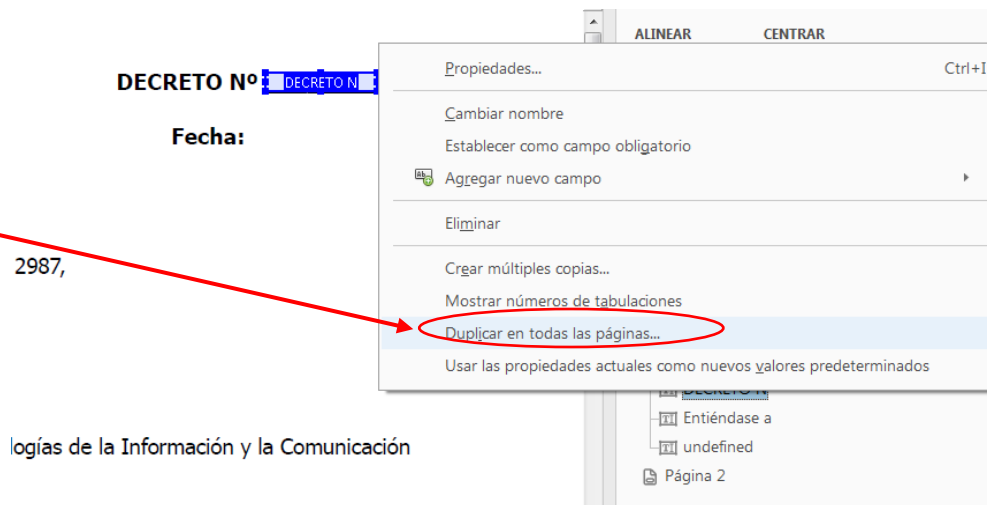 ALINEAR CENTRAR
DECRETO Nº DECRETO N
Fecha:
2987,
logías de la Información y la Comunicación
Propiedades... Ctrl+I
Cambiar nombre
Establecer como campo obligatorio
Agregar nuevo campo
Eliminar
Crear múltiples copias...
Mostrar números de tabulaciones
Duplicar en todas las páginas...
Usar las propiedades actuales como nuevos valores predeterminados
DECRETO N
Entiéndase a
undefined
Página 2